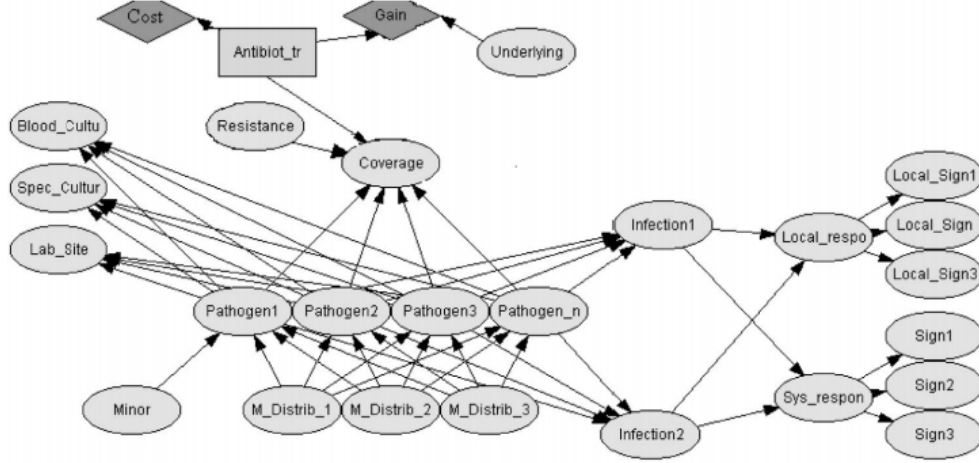 Cost
Gain
Antibiot_tr
Underlying
Blood_Cultu
Resistance
Coverage
Spec_Cultur
Local_Sign1
Lab_Site
Infection1
Local_respo
Local_Sign
Local_Sign3
Pathogen1
Pathogen2
Pathogen3
Pathogen_n
Sign1
Minor
M_Distrib_1
M_Distrib_2
M_Distrib_3
Infection2
Sys_respon
Sign2
Sign3